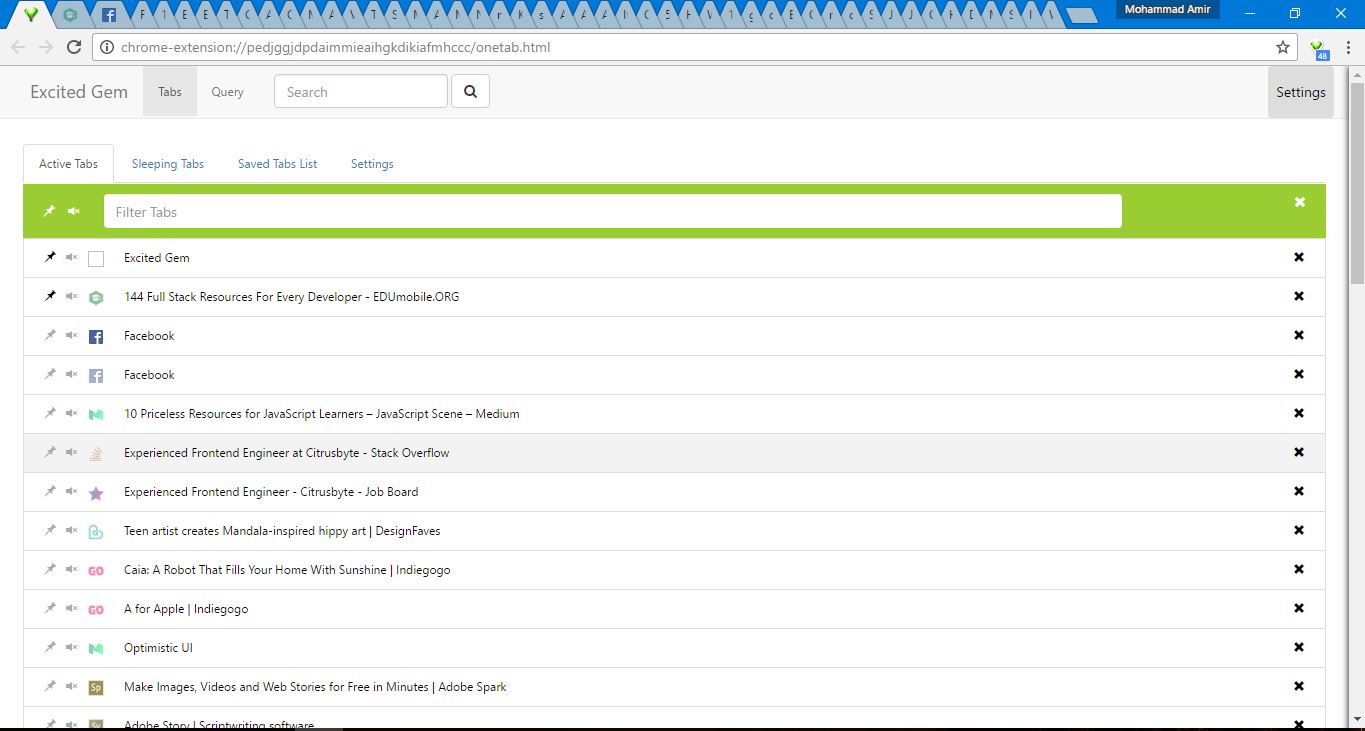 Mohammad Amir
chrome-extension://pedjggjdpdaimmieaihgkdikiafmhccc/onetab.html
48
Excited Gem
Tabs
Query
Search
Settings
Active Tabs
Sleeping Tabs
Saved Tabs List
Settings
Filter Tabs
Excited Gem
144 Full Stack Resources For Every Developer - EDUmobile.ORG
Facebook
Facebook
10 Priceless Resources for JavaScript Learners – JavaScript Scene – Medium
Experienced Frontend Engineer at Citrusbyte - Stack Overflow
Experienced Frontend Engineer - Citrusbyte - Job Board
Teen artist creates Mandala-inspired hippy art | DesignFaves
GO Caia: A Robot That Fills Your Home With Sunshine | Indiegogo
GO A for Apple | Indiegogo
Optimistic UI
Sp Make Images, Videos and Web Stories for Free in Minutes | Adobe Spark
Adobe Story | Scriptwriting software